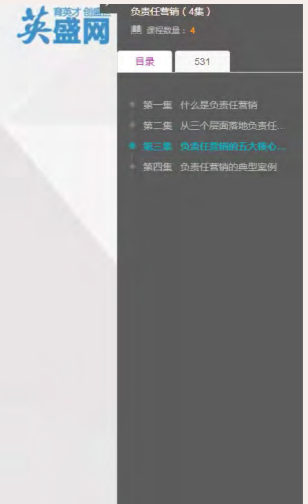 育英才 创盛
英盛网
负责任营销（4集）
课程数量：4
目录 531
第一集 什么是负责任营销
第二集 从三个层面落地负责任...
第三集 负责任营销的五大核心...
第四集 负责任营销的典型案例